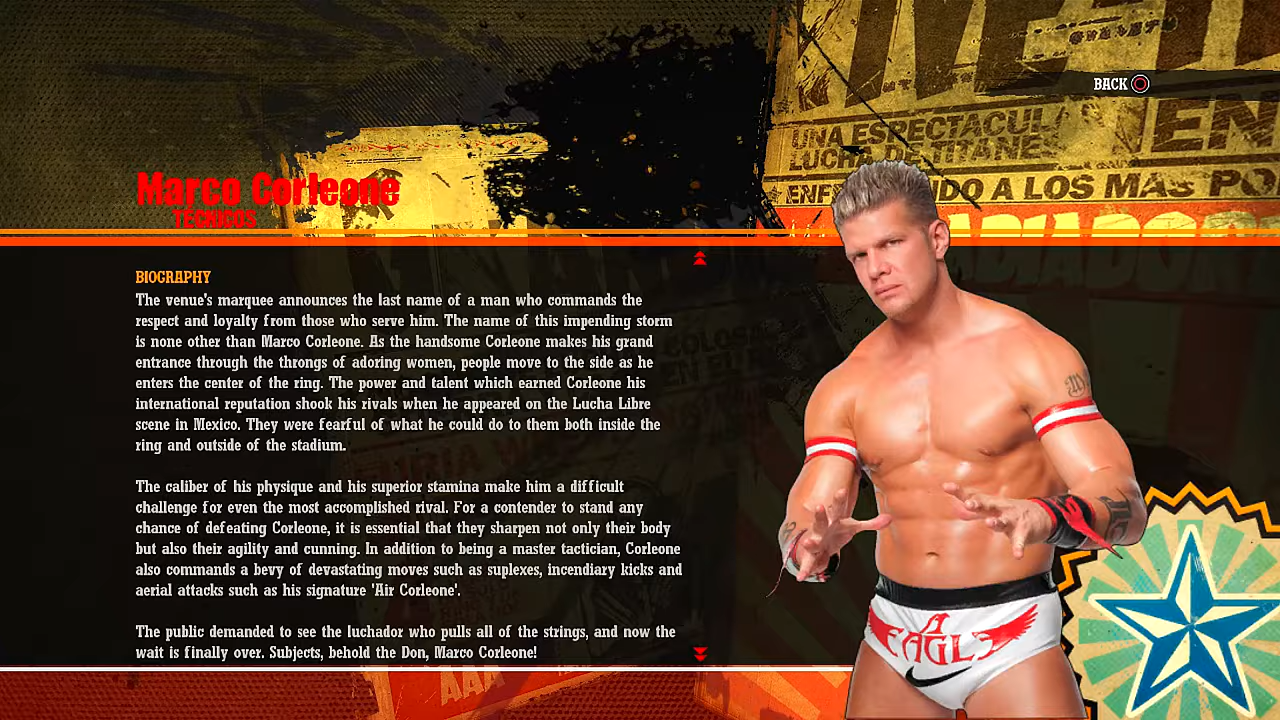 BACK
UNA ESPECTACUL
LUCHA DE TITANES
EN
ENF
NDO A LOS MAS PO
Marco Corleone
TÉCNICOS
BIOGRAPHY
The venue's marquee announces the last name of a man who commands the
respect and loyalty from those who serve him. The name of this impending storm
is none other than Marco Corleone. As the handsome Corleone makes his grand
entrance through the throngs of adoring women, people move to the side as he
enters the center of the ring. The power and talent which earned Corleone his
international reputation shook his rivals when he appeared on the Lucha Libre
scene in Mexico. They were fearful of what he could do to them both inside the
ring and outside of the stadium.
The caliber of his physique and his superior stamina make him a difficult
challenge for even the most accomplished rival. For a contender to stand any
chance of defeating Corleone, it is essential that they sharpen not only their body
but also their agility and cunning. In addition to being a master tactician, Corleone
also commands a bevy of devastating moves such as suplexes, incendiary kicks and
aerial attacks such as his signature 'Air Corleone'.
The public demanded to see the luchador who pulls all of the strings, and now the
wait is finally over. Subjects, behold the Don, Marco Corleone!
EAGLE
AAA